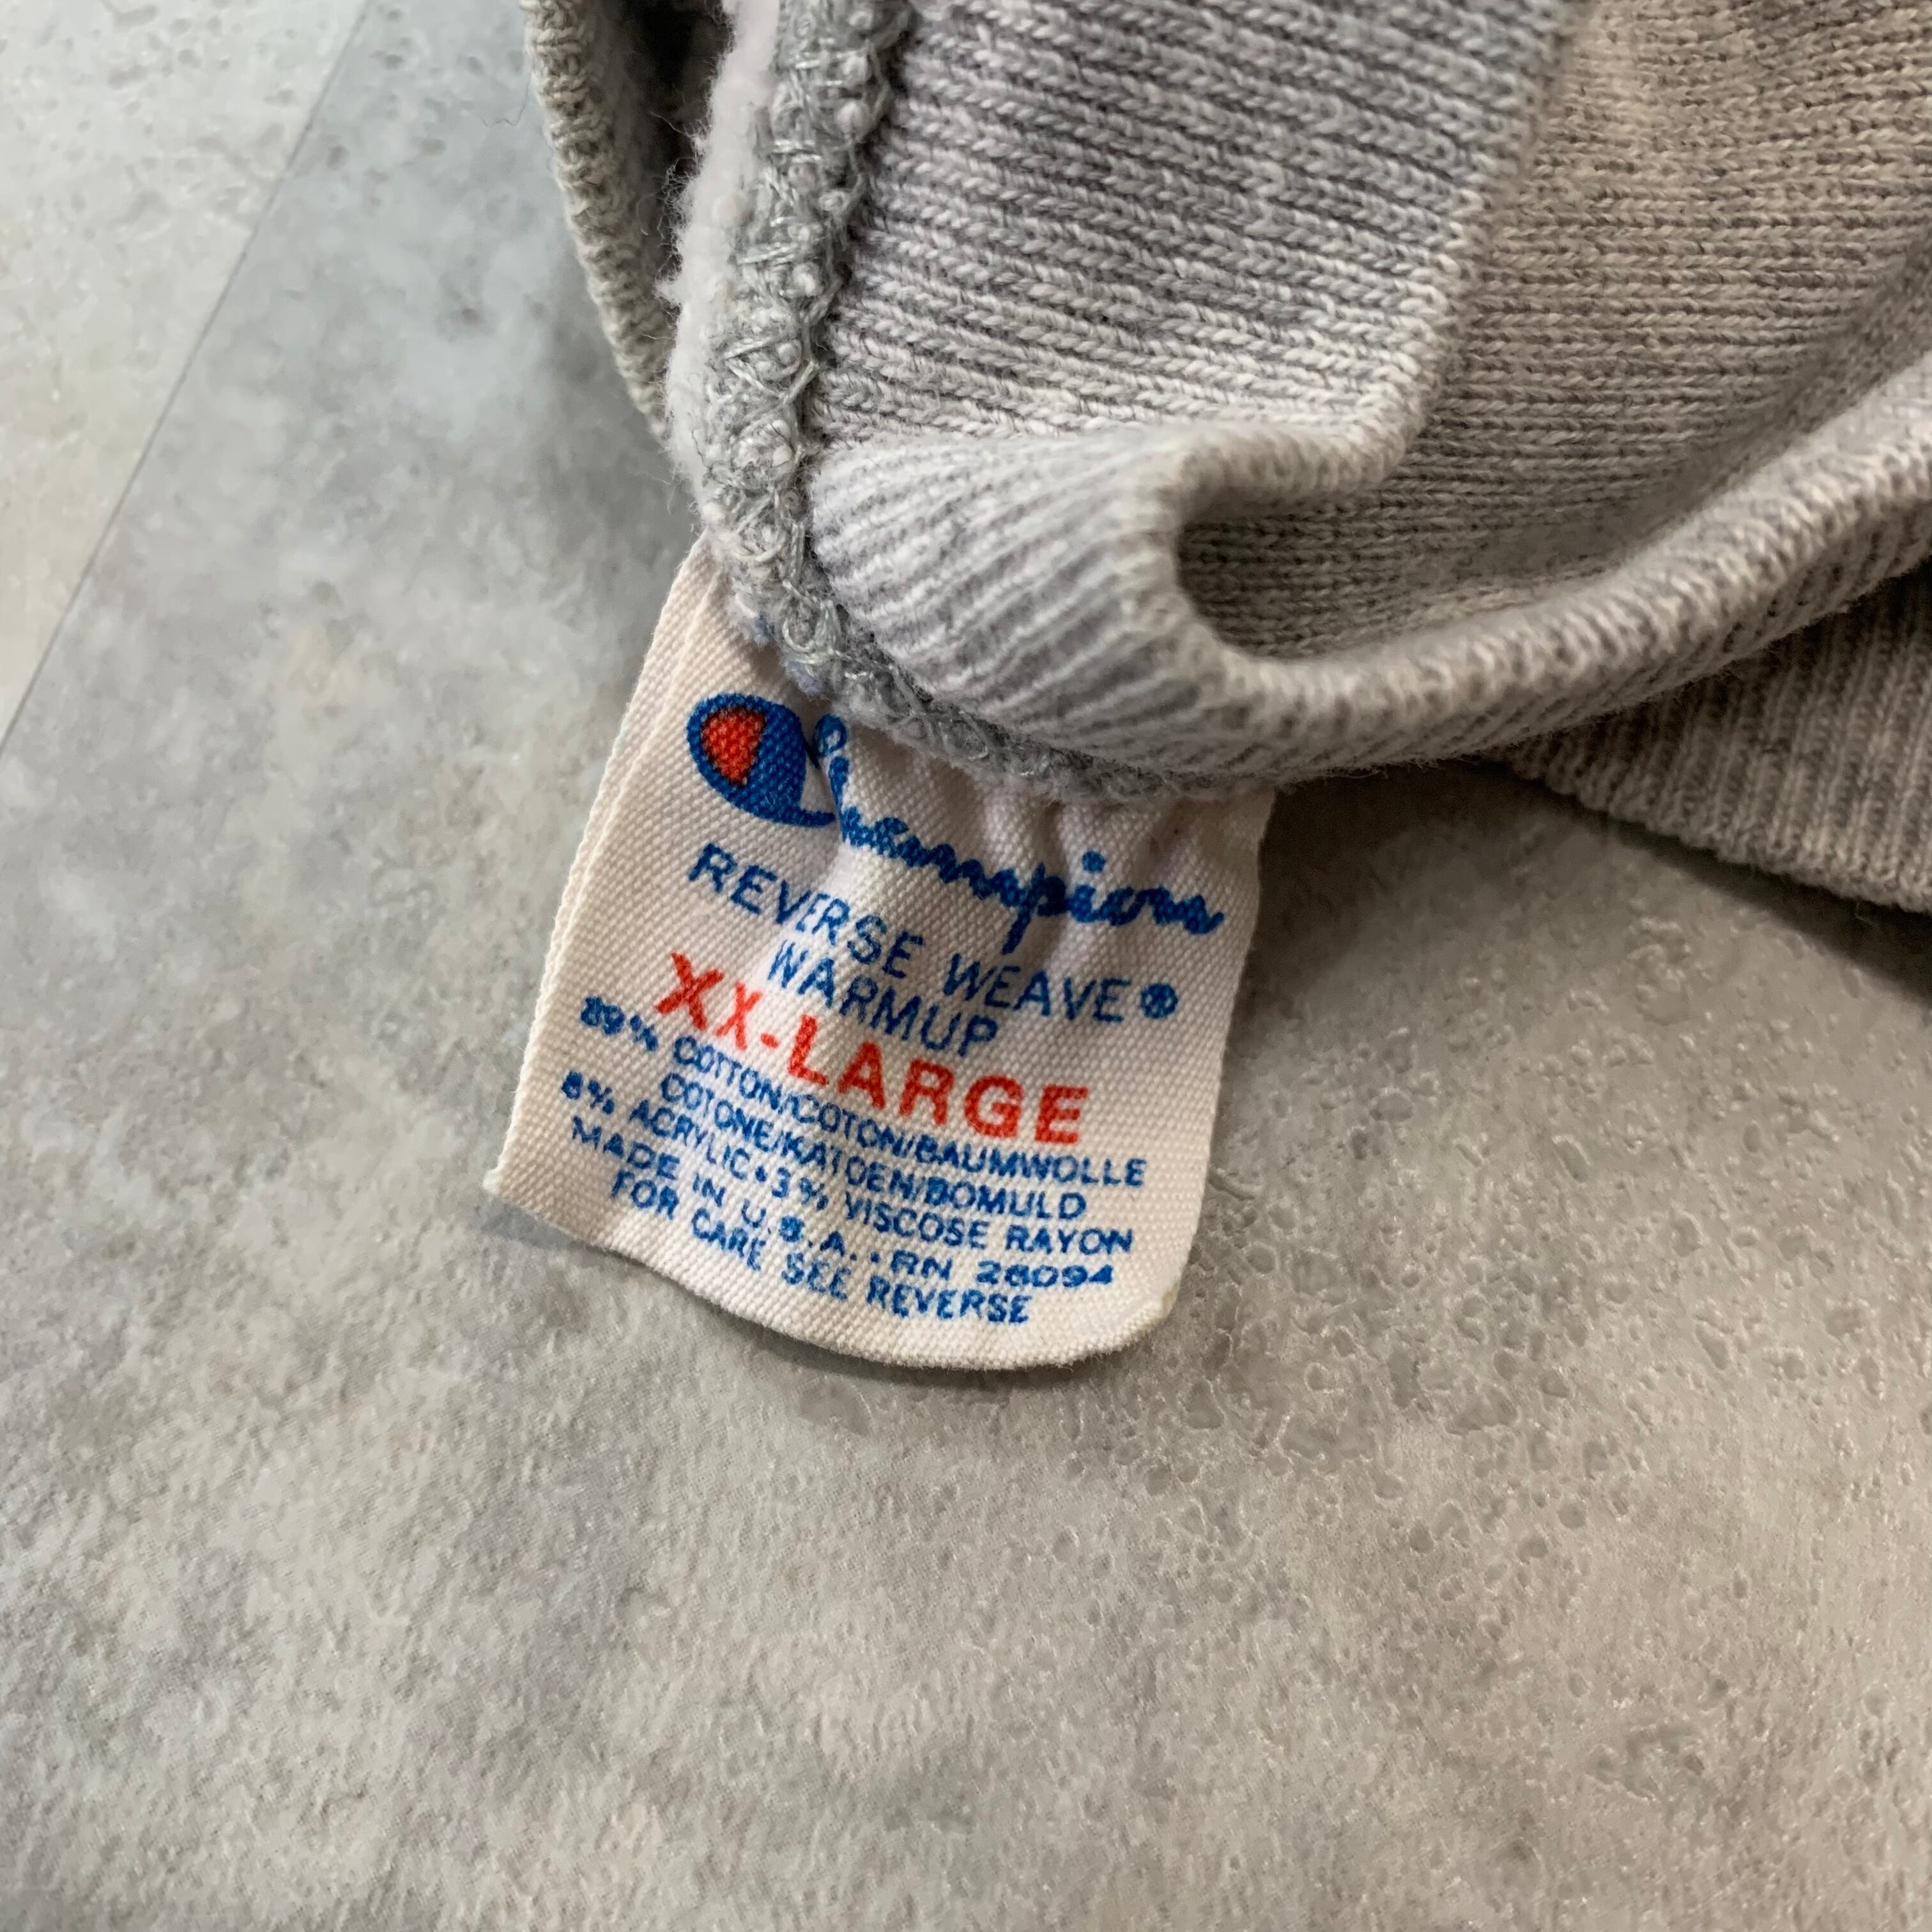 Champion
REVERSE WEAVE®
WARMUP
XX-LARGE
89% COTTON/COTON/BAUMWOLLE
COTONE/KATOEN/BOMULD
8% ACRYLIC•3% VISCOSE RAYON
MADE IN U.S.A. • RN 26094
FOR CARE SEE REVERSE